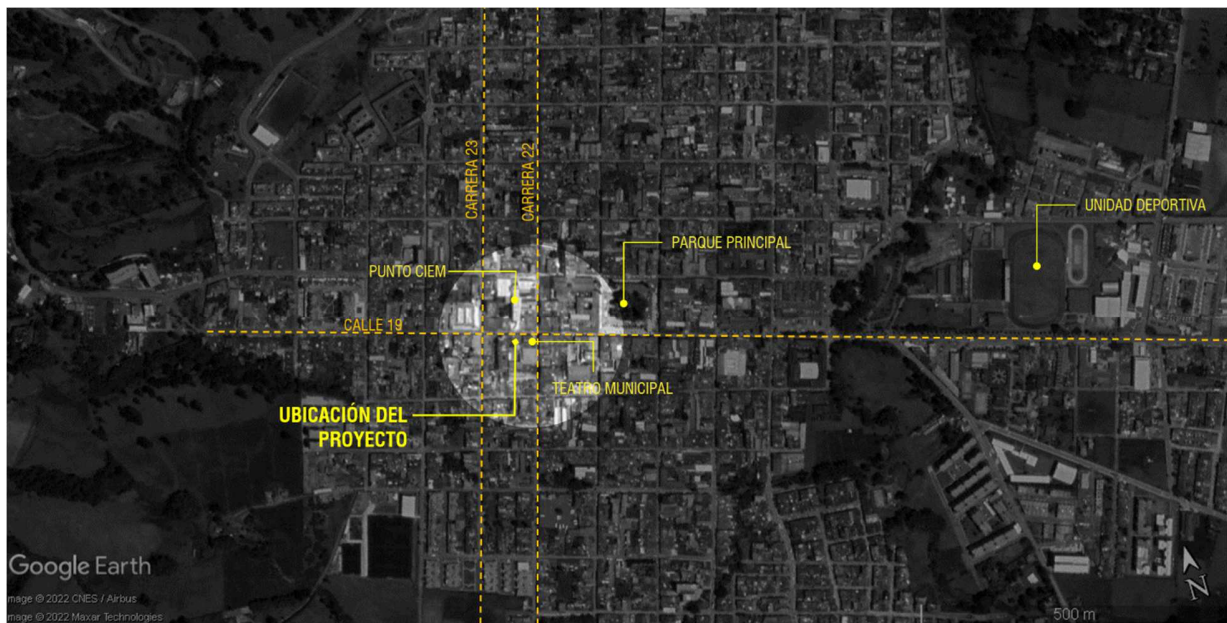 CARRERA 23
CARRERA 22
UNIDAD DEPORTIVA
PARQUE PRINCIPAL
PUNTO CIEM
CALLE 19
TEATRO MUNICIPAL
UBICACIÓN DEL
PROYECTO
Google Earth
mage © 2022 CNES / Airbus
mage © 2022 Maxar Technologies
500 m
N